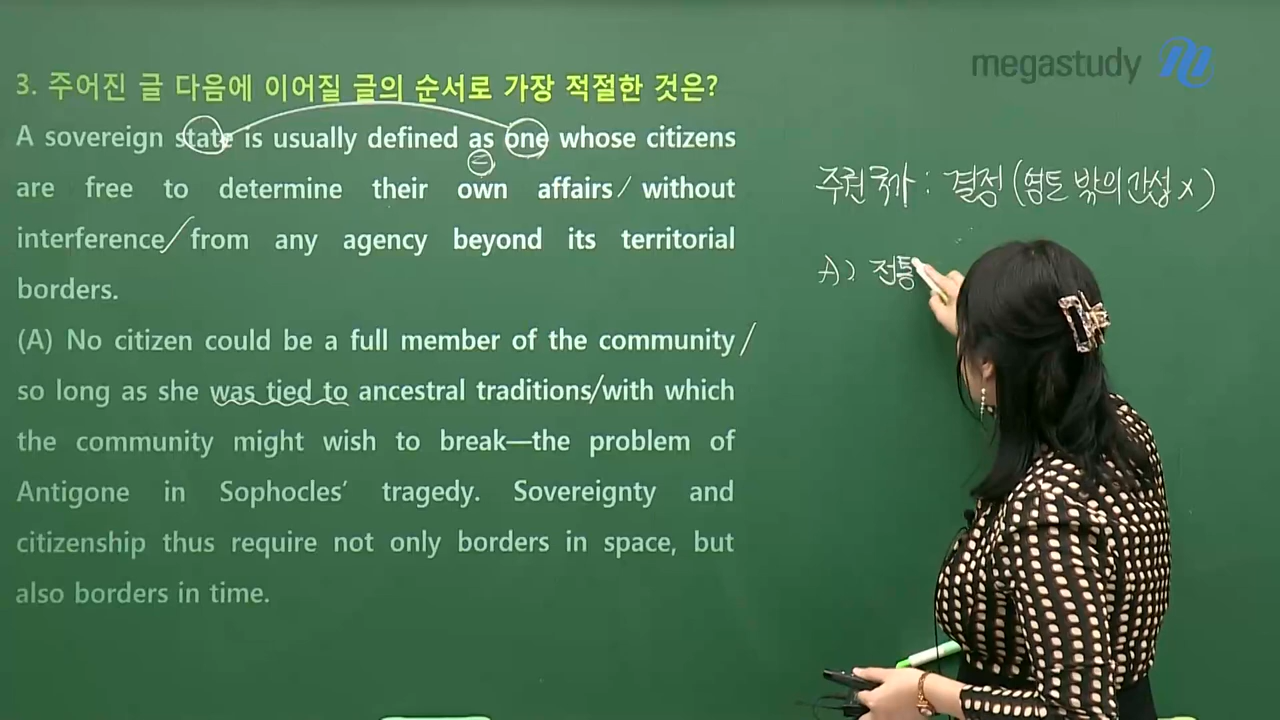 megastudy
3. 주어진 글 다음에 이어질 글의 순서로 가장 적절한 것은?
A sovereign state is usually defined as one whose citizens
are free to determine their own affairs/ without
interference/from any agency beyond its territorial
borders.
(A) No citizen could be a full member of the community/
so long as she was tied to ancestral traditions/with which
the community might wish to break—the problem of
Antigone in Sophocles’ tragedy. Sovereignty and
citizenship thus require not only borders in space, but
also borders in time.
주권국가 : 결정 (영토 밖의 간섭 x)
A) 전통